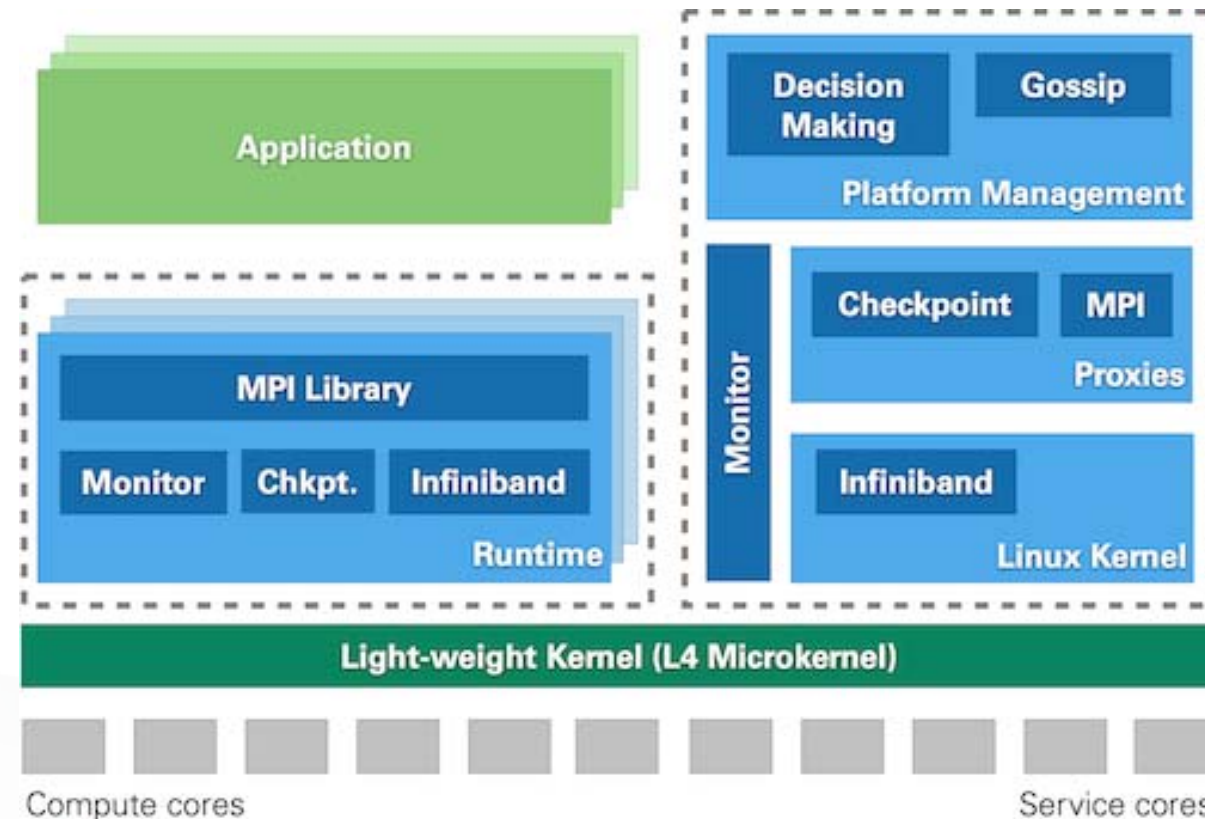 Application
MPI Library
Monitor
Chkpt.
Infiniband
Runtime
Decision
Making
Gossip
Platform Management
Monitor
Checkpoint
MPI
Proxies
Infiniband
Linux Kernel
Light-weight Kernel (L4 Microkernel)
Compute cores
Service cores